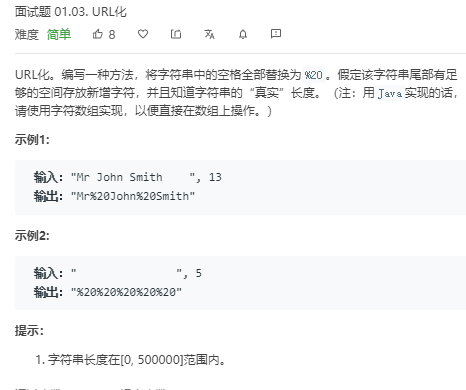 面试题 01.03. URL化
难度 简单 8
URL化。编写一种方法，将字符串中的空格全部替换为%20。假定该字符串尾部有足
够的空间存放新增字符，并且知道字符串的“真实”长度。（注：用Java实现的话，
请使用字符数组实现，以便直接在数组上操作。）
示例1:
输入："Mr John Smith    ", 13
输出："Mr%20John%20Smith"
示例2:
输入："               ", 5
输出："%20%20%20%20%20"
提示：
1. 字符串长度在[0, 500000]范围内。